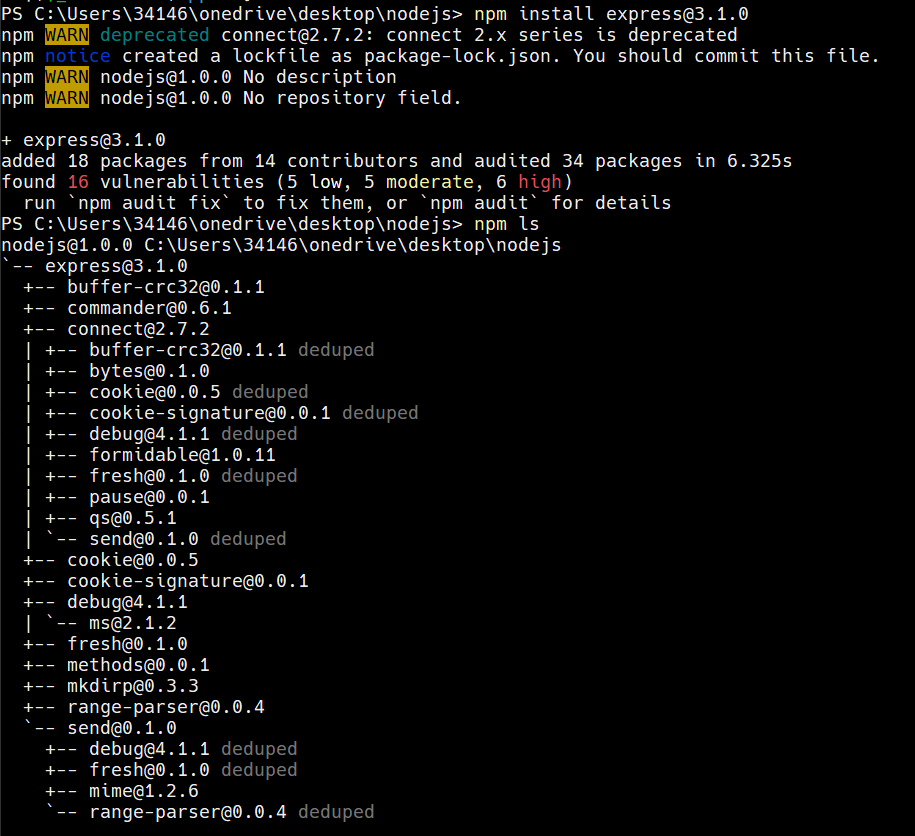 PS C:\Users\34146\onedrive\desktop\nodejs> npm install express@3.1.0
npm WARN deprecated connect@2.7.2: connect 2.x series is deprecated
npm notice created a lockfile as package-lock.json. You should commit this file.
npm WARN nodejs@1.0.0 No description
npm WARN nodejs@1.0.0 No repository field.
+ express@3.1.0
added 18 packages from 14 contributors and audited 34 packages in 6.325s
found 16 vulnerabilities (5 low, 5 moderate, 6 high)
  run `npm audit fix` to fix them, or `npm audit` for details
PS C:\Users\34146\onedrive\desktop\nodejs> npm ls
nodejs@1.0.0 C:\Users\34146\onedrive\desktop\nodejs
`-- express@3.1.0
  +-- buffer-crc32@0.1.1
  +-- commander@0.6.1
  +-- connect@2.7.2
  | +-- buffer-crc32@0.1.1 deduped
  | +-- bytes@0.1.0
  | +-- cookie@0.0.5 deduped
  | +-- cookie-signature@0.0.1 deduped
  | +-- debug@4.1.1 deduped
  | +-- formidable@1.0.11
  | +-- fresh@0.1.0 deduped
  | +-- pause@0.0.1
  | +-- qs@0.5.1
  | `-- send@0.1.0 deduped
  +-- cookie@0.0.5
  +-- cookie-signature@0.0.1
  +-- debug@4.1.1
  | `-- ms@2.1.2
  +-- fresh@0.1.0
  +-- methods@0.0.1
  +-- mkdirp@0.3.3
  +-- range-parser@0.0.4
  `-- send@0.1.0
    +-- debug@4.1.1 deduped
    +-- fresh@0.1.0 deduped
    +-- mime@1.2.6
    `-- range-parser@0.0.4 deduped